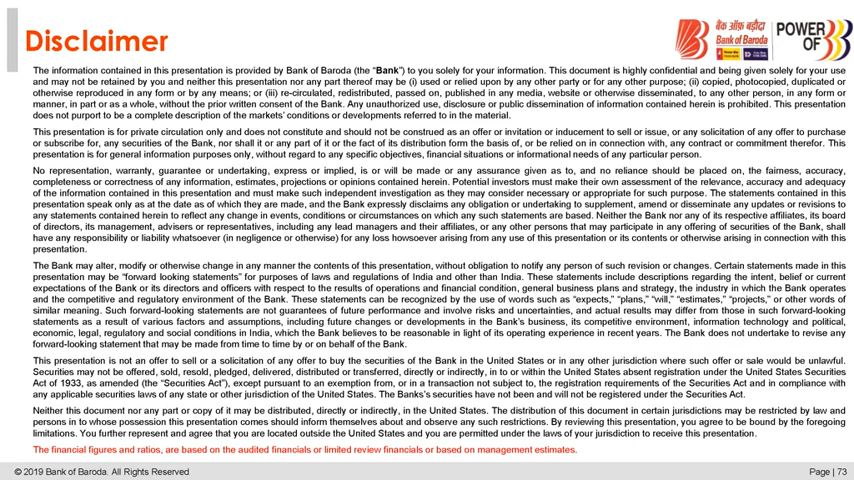 Disclaimer
बैंक ऑफ़ बड़ौदा
Bank of Baroda
POWER
OF
The information contained in this presentation is provided by Bank of Baroda (the “Bank”) to you solely for your information. This document is highly confidential and being given solely for your use
and may not be retained by you and neither this presentation nor any part thereof may be (i) used or relied upon by any other party or for any other purpose; (ii) copied, photocopied, duplicated or
otherwise reproduced in any form or by any means; or (iii) re-circulated, redistributed, passed on, published in any media, website or otherwise disseminated, to any other person, in any form or
manner, in part or as a whole, without the prior written consent of the Bank. Any unauthorized use, disclosure or public dissemination of information contained herein is prohibited. This presentation
does not purport to be a complete description of the markets’ conditions or developments referred to in the material.
This presentation is for private circulation only and does not constitute and should not be construed as an offer or invitation or inducement to sell or issue, or any solicitation of any offer to purchase
or subscribe for, any securities of the Bank, nor shall it or any part of it or the fact of its distribution form the basis of, or be relied on in connection with, any contract or commitment therefor. This
presentation is for general information purposes only, without regard to any specific objectives, financial situations or informational needs of any particular person.
No representation, warranty, guarantee or undertaking, express or implied, is or will be made or any assurance given as to, and no reliance should be placed on, the fairness, accuracy,
completeness or correctness of any information, estimates, projections or opinions contained herein. Potential investors must make their own assessment of the relevance, accuracy and adequacy
of the information contained in this presentation and must make such independent investigation as they may consider necessary or appropriate for such purpose. The statements contained in this
presentation speak only as at the date as of which they are made, and the Bank expressly disclaims any obligation or undertaking to supplement, amend or disseminate any updates or revisions to
any statements contained herein to reflect any change in events, conditions or circumstances on which any such statements are based. Neither the Bank nor any of its respective affiliates, its board
of directors, its management, advisers or representatives, including any lead managers and their affiliates, or any other persons that may participate in any offering of securities of the Bank, shall
have any responsibility or liability whatsoever (in negligence or otherwise) for any loss howsoever arising from any use of this presentation or its contents or otherwise arising in connection with this
presentation.
The Bank may alter, modify or otherwise change in any manner the contents of this presentation, without obligation to notify any person of such revision or changes. Certain statements made in this
presentation may be “forward looking statements” for purposes of laws and regulations of India and other than India. These statements include descriptions regarding the intent, belief or current
expectations of the Bank or its directors and officers with respect to the results of operations and financial condition, general business plans and strategy, the industry in which the Bank operates
and the competitive and regulatory environment of the Bank. These statements can be recognized by the use of words such as “expects,” “plans,” “will,” “estimates,” “projects,” or other words of
similar meaning. Such forward-looking statements are not guarantees of future performance and involve risks and uncertainties, and actual results may differ from those in such forward-looking
statements as a result of various factors and assumptions, including future changes or developments in the Bank’s business, its competitive environment, information technology and political,
economic, legal, regulatory and social conditions in India, which the Bank believes to be reasonable in light of its operating experience in recent years. The Bank does not undertake to revise any
forward-looking statement that may be made from time to time by or on behalf of the Bank.
This presentation is not an offer to sell or a solicitation of any offer to buy the securities of the Bank in the United States or in any other jurisdiction where such offer or sale would be unlawful.
Securities may not be offered, sold, resold, pledged, delivered, distributed or transferred, directly or indirectly, in to or within the United States absent registration under the United States Securities
Act of 1933, as amended (the “Securities Act”), except pursuant to an exemption from, or in a transaction not subject to, the registration requirements of the Securities Act and in compliance with
any applicable securities laws of any state or other jurisdiction of the United States. The Banks’s securities have not been and will not be registered under the Securities Act.
Neither this document nor any part or copy of it may be distributed, directly or indirectly, in the United States. The distribution of this document in certain jurisdictions may be restricted by law and
persons in to whose possession this presentation comes should inform themselves about and observe any such restrictions. By reviewing this presentation, you agree to be bound by the foregoing
limitations. You further represent and agree that you are located outside the United States and you are permitted under the laws of your jurisdiction to receive this presentation.
The financial figures and ratios, are based on the audited financials or limited review financials or based on management estimates.
© 2019 Bank of Baroda. All Rights Reserved
Page | 73